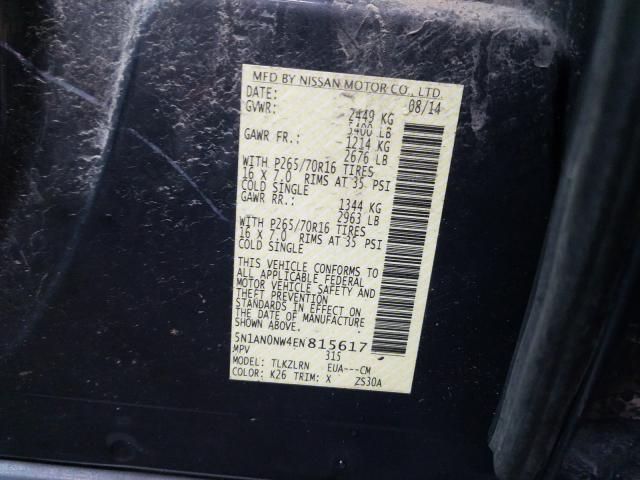 MFD BY NISSAN MOTOR CO., LTD.
DATE: 08/14
GVWR: 2449 KG
5400 LB
GAWR FR.: 1214 KG
2676 LB
WITH P265/70R16 TIRES
16 X 7.0 RIMS AT 35 PSI
COLD SINGLE
GAWR RR.: 1344 KG
2963 LB
WITH P265/70R16 TIRES
16 X 7.0 RIMS AT 35 PSI
COLD SINGLE
THIS VEHICLE CONFORMS TO
ALL APPLICABLE FEDERAL
MOTOR VEHICLE SAFETY AND
THEFT PREVENTION
STANDARDS IN EFFECT ON
THE DATE OF MANUFACTURE
SHOWN ABOVE.
5N1AN0NW4EN815617
MPV 315
MODEL: TLKZLRN EUA---CM
COLOR: K26 TRIM: X ZS30A